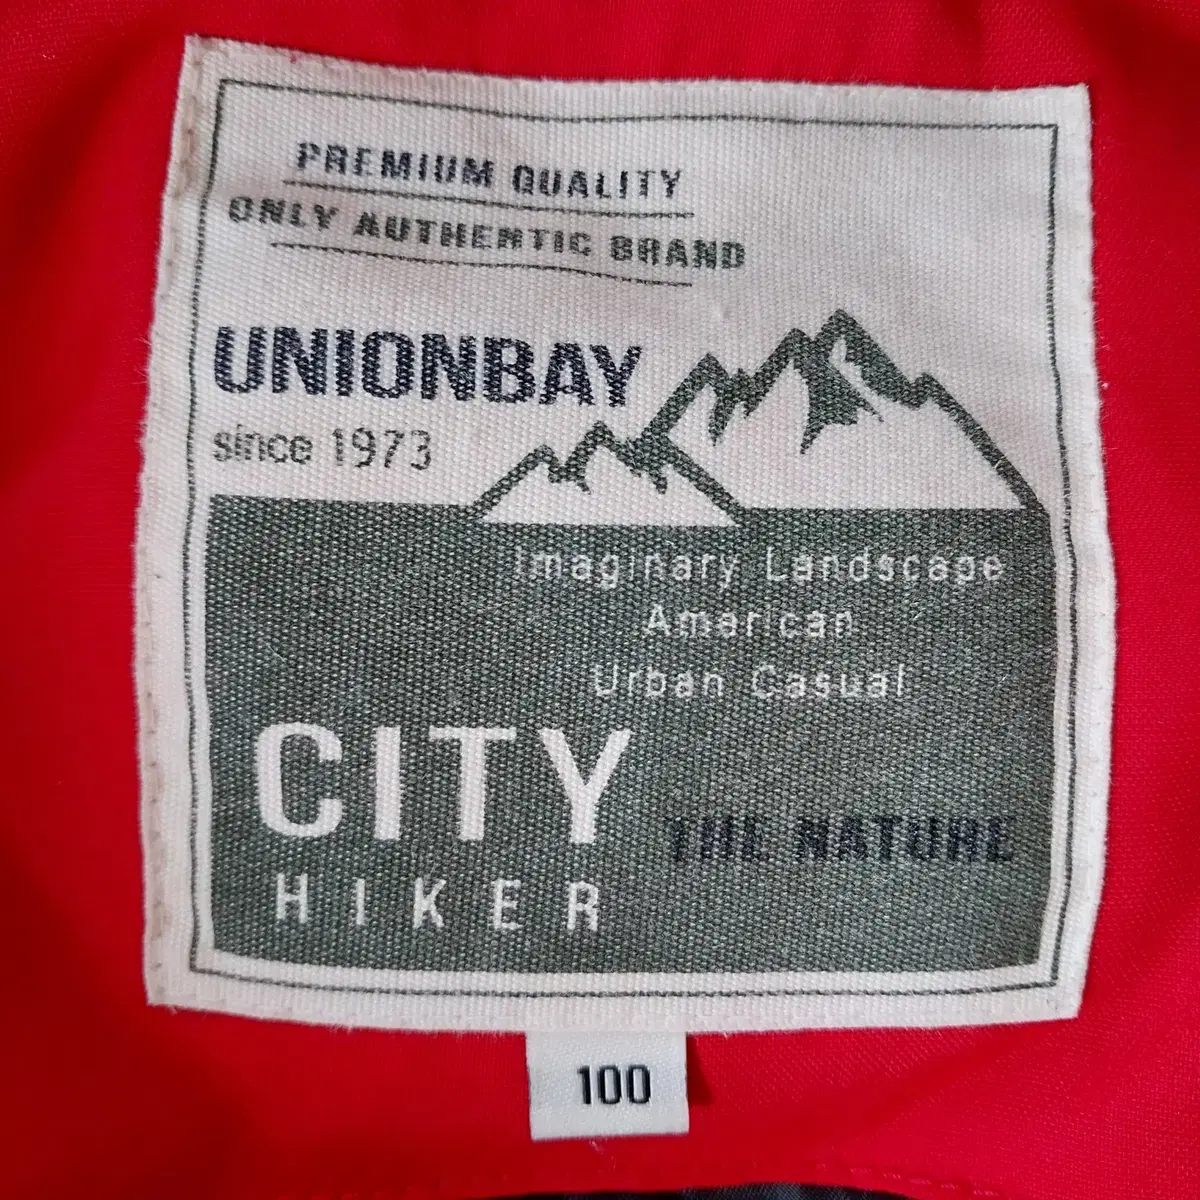 PREMIUM QUALITY
ONLY AUTHENTIC BRAND
UNIONBAY
since 1973
Imaginary Landscape
American
Urban Casual
CITY
THE NATURE
HIKER
100